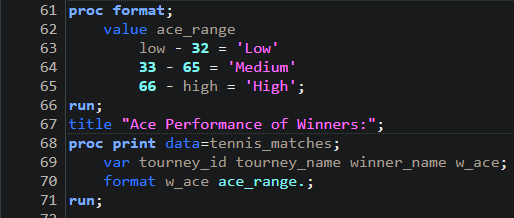 61 proc format;
62     value ace_range
63         low - 32 = 'Low'
64         33 - 65 = 'Medium'
65         66 - high = 'High';
66 run;
67 title "Ace Performance of Winners:";
68 proc print data=tennis_matches;
69     var tourney_id tourney_name winner_name w_ace;
70     format w_ace ace_range.;
71 run;